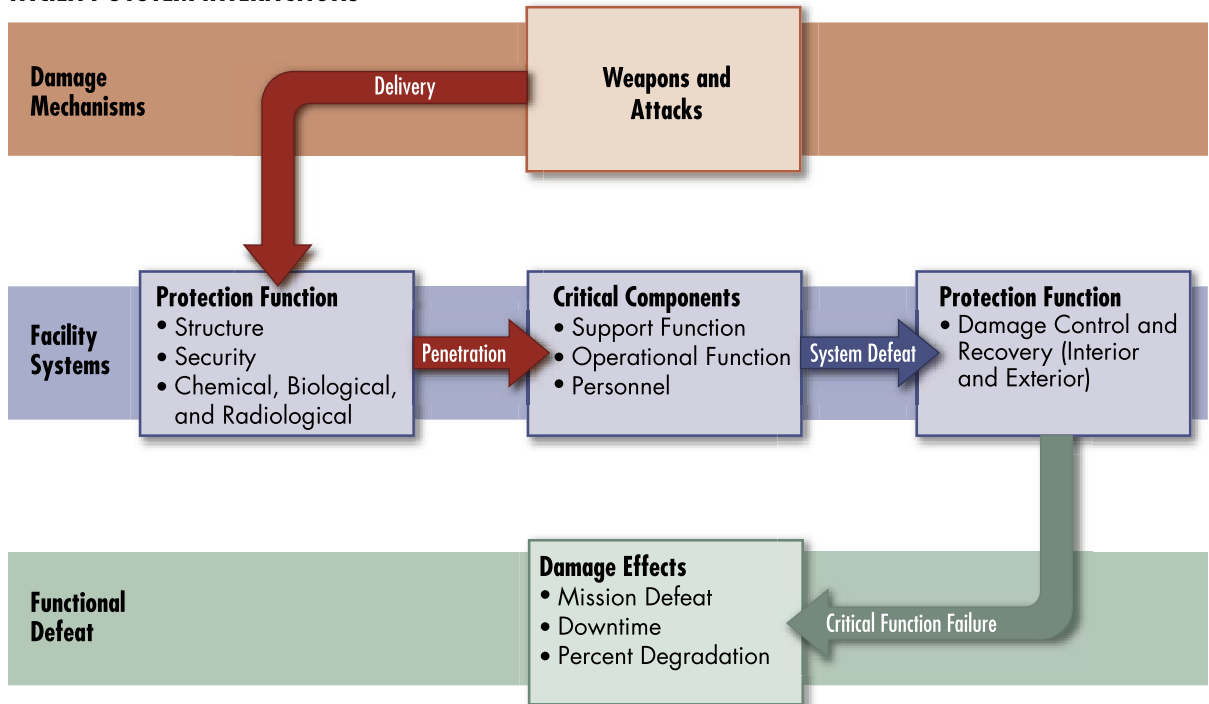 Damage
Mechanisms
Delivery
Weapons and
Attacks
Facility
Systems
Protection Function
• Structure
• Security
• Chemical, Biological,
and Radiological
Penetration
Critical Components
• Support Function
• Operational Function
• Personnel
System Defeat
Protection Function
• Damage Control and
Recovery (Interior
and Exterior)
Functional
Defeat
Damage Effects
• Mission Defeat
• Downtime
• Percent Degradation
Critical Function Failure